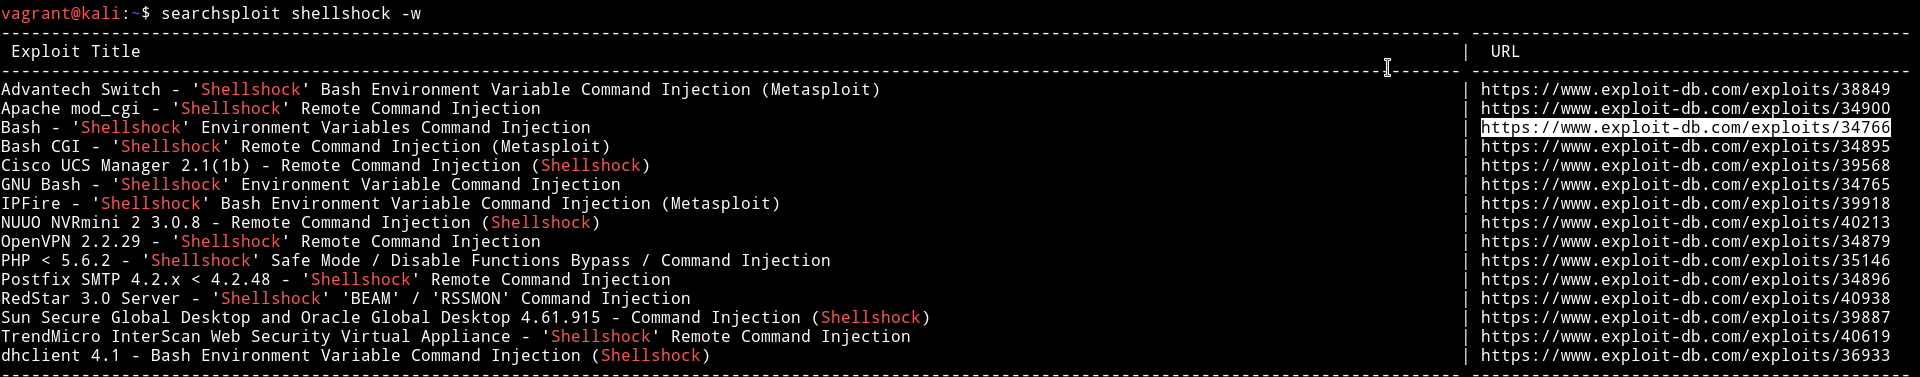 vagrant@kali:~$ searchsploit shellshock -w
-------------------------------------------------------------------------------------------------------------------------------------------------- --------------------------------------------
 Exploit Title                                                                                                                                    |  URL
-------------------------------------------------------------------------------------------------------------------------------------------------- --------------------------------------------
Advantech Switch - 'Shellshock' Bash Environment Variable Command Injection (Metasploit) | https://www.exploit-db.com/exploits/38849
Apache mod_cgi - 'Shellshock' Remote Command Injection | https://www.exploit-db.com/exploits/34900
Bash - 'Shellshock' Environment Variables Command Injection | https://www.exploit-db.com/exploits/34766
Bash CGI - 'Shellshock' Remote Command Injection (Metasploit) | https://www.exploit-db.com/exploits/34895
Cisco UCS Manager 2.1(1b) - Remote Command Injection (Shellshock) | https://www.exploit-db.com/exploits/39568
GNU Bash - 'Shellshock' Environment Variable Command Injection | https://www.exploit-db.com/exploits/34765
IPFire - 'Shellshock' Bash Environment Variable Command Injection (Metasploit) | https://www.exploit-db.com/exploits/39918
NUUO NVRmini 2 3.0.8 - Remote Command Injection (Shellshock) | https://www.exploit-db.com/exploits/40213
OpenVPN 2.2.29 - 'Shellshock' Remote Command Injection | https://www.exploit-db.com/exploits/34879
PHP < 5.6.2 - 'Shellshock' Safe Mode / Disable Functions Bypass / Command Injection | https://www.exploit-db.com/exploits/35146
Postfix SMTP 4.2.x < 4.2.48 - 'Shellshock' Remote Command Injection | https://www.exploit-db.com/exploits/34896
RedStar 3.0 Server - 'Shellshock' 'BEAM' / 'RSSMON' Command Injection | https://www.exploit-db.com/exploits/40938
Sun Secure Global Desktop and Oracle Global Desktop 4.61.915 - Command Injection (Shellshock) | https://www.exploit-db.com/exploits/39887
TrendMicro InterScan Web Security Virtual Appliance - 'Shellshock' Remote Command Injection | https://www.exploit-db.com/exploits/40619
dhclient 4.1 - Bash Environment Variable Command Injection (Shellshock) | https://www.exploit-db.com/exploits/36933
-------------------------------------------------------------------------------------------------------------------------------------------------- --------------------------------------------